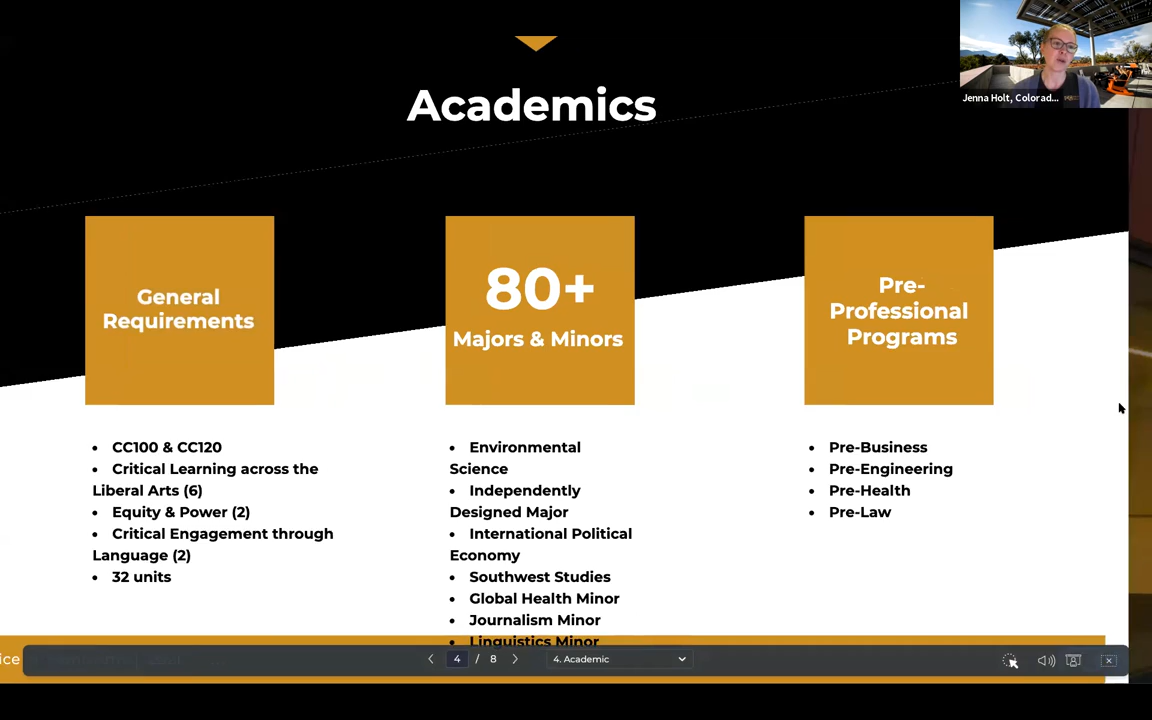 Academics
Jenna Holt, Colorad...
General
Requirements
80+
Majors & Minors
Pre-
Professional
Programs
• CC100 & CC120
• Critical Learning across the
Liberal Arts (6)
• Equity & Power (2)
• Critical Engagement through
Language (2)
• 32 units
• Environmental
Science
• Independently
Designed Major
• International Political
Economy
• Southwest Studies
• Global Health Minor
• Journalism Minor
• Linguistics Minor
• Pre-Business
• Pre-Engineering
• Pre-Health
• Pre-Law
ice
4 / 8
4. Academic